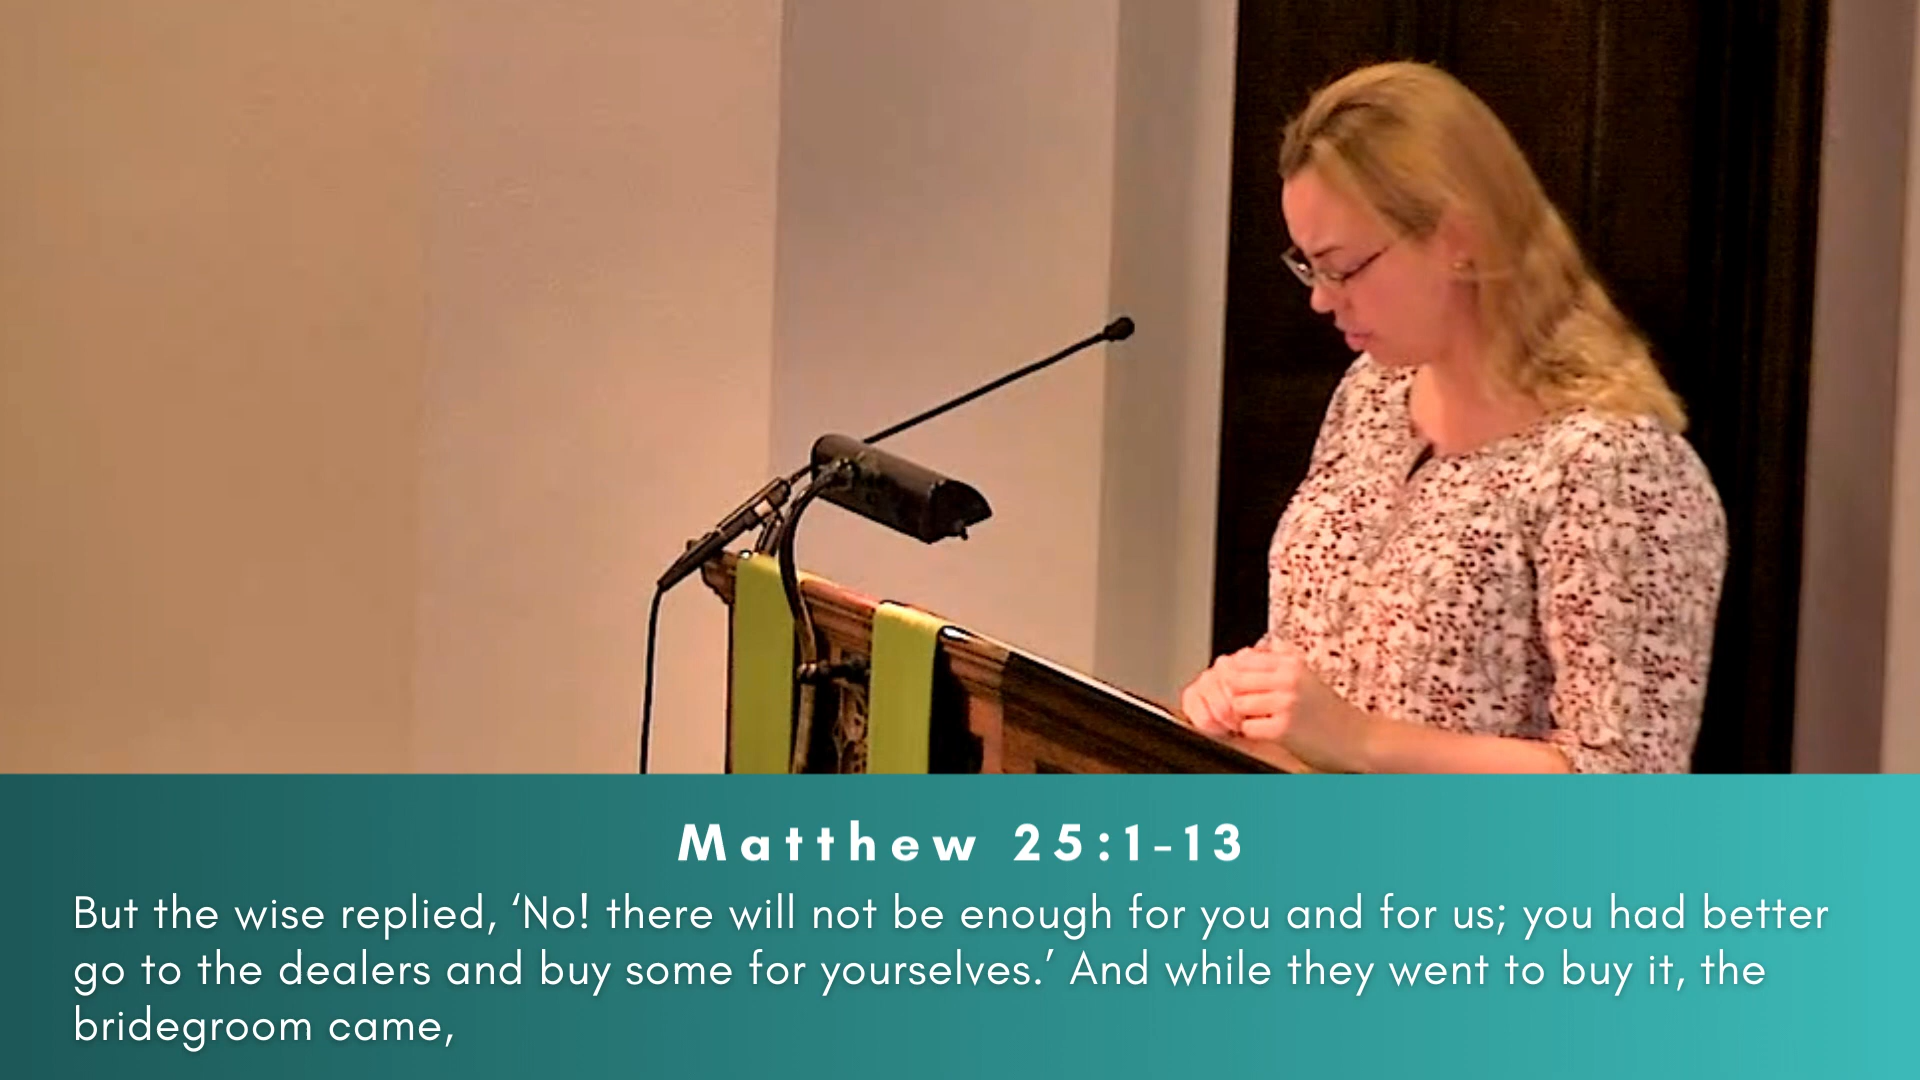 Matthew 25:1-13
But the wise replied, ‘No! there will not be enough for you and for us; you had better
go to the dealers and buy some for yourselves.’ And while they went to buy it, the
bridegroom came,